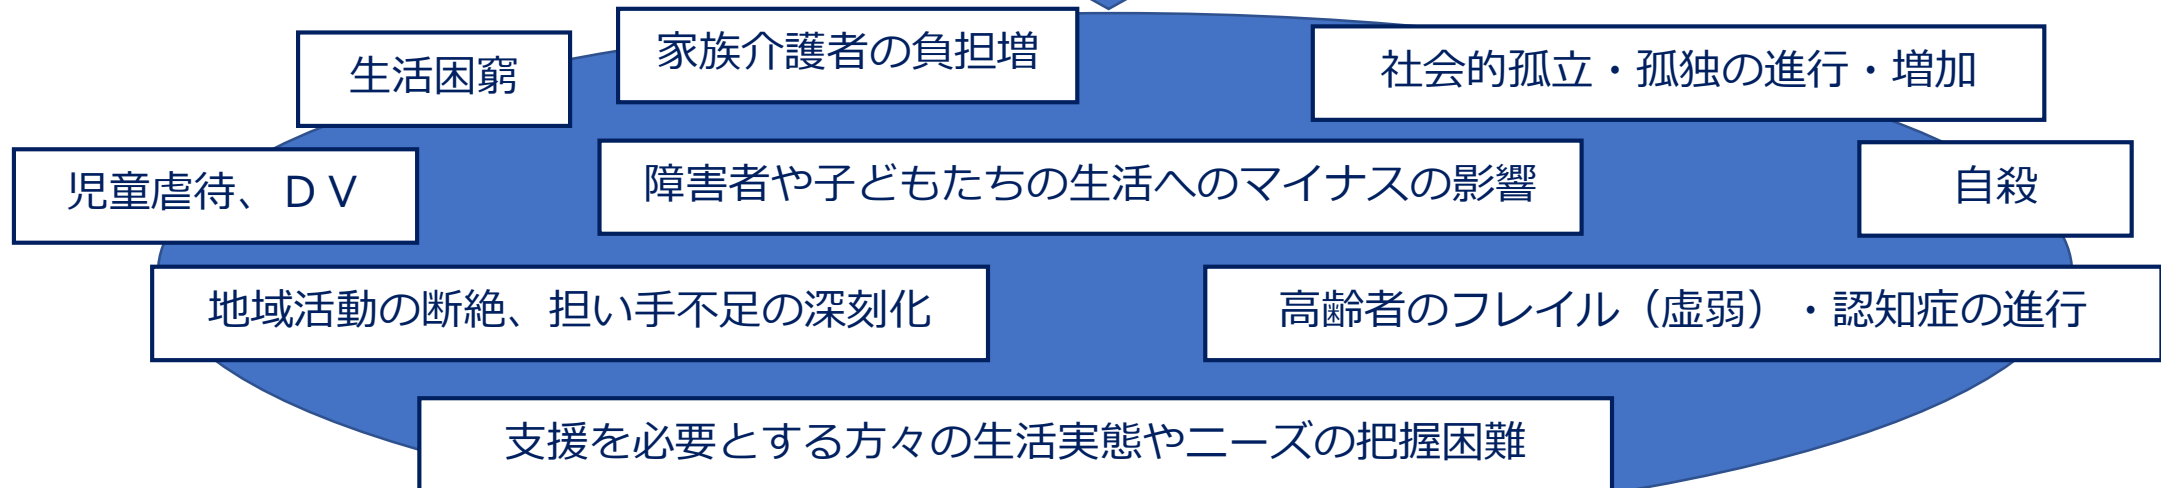 生活困窮
家族介護者の負担増
社会的孤立・孤独の進行・増加
児童虐待、ＤＶ
障害者や子どもたちの生活へのマイナスの影響
自殺
地域活動の断絶、担い手不足の深刻化
高齢者のフレイル（虚弱）・認知症の進行
支援を必要とする方々の生活実態やニーズの把握困難